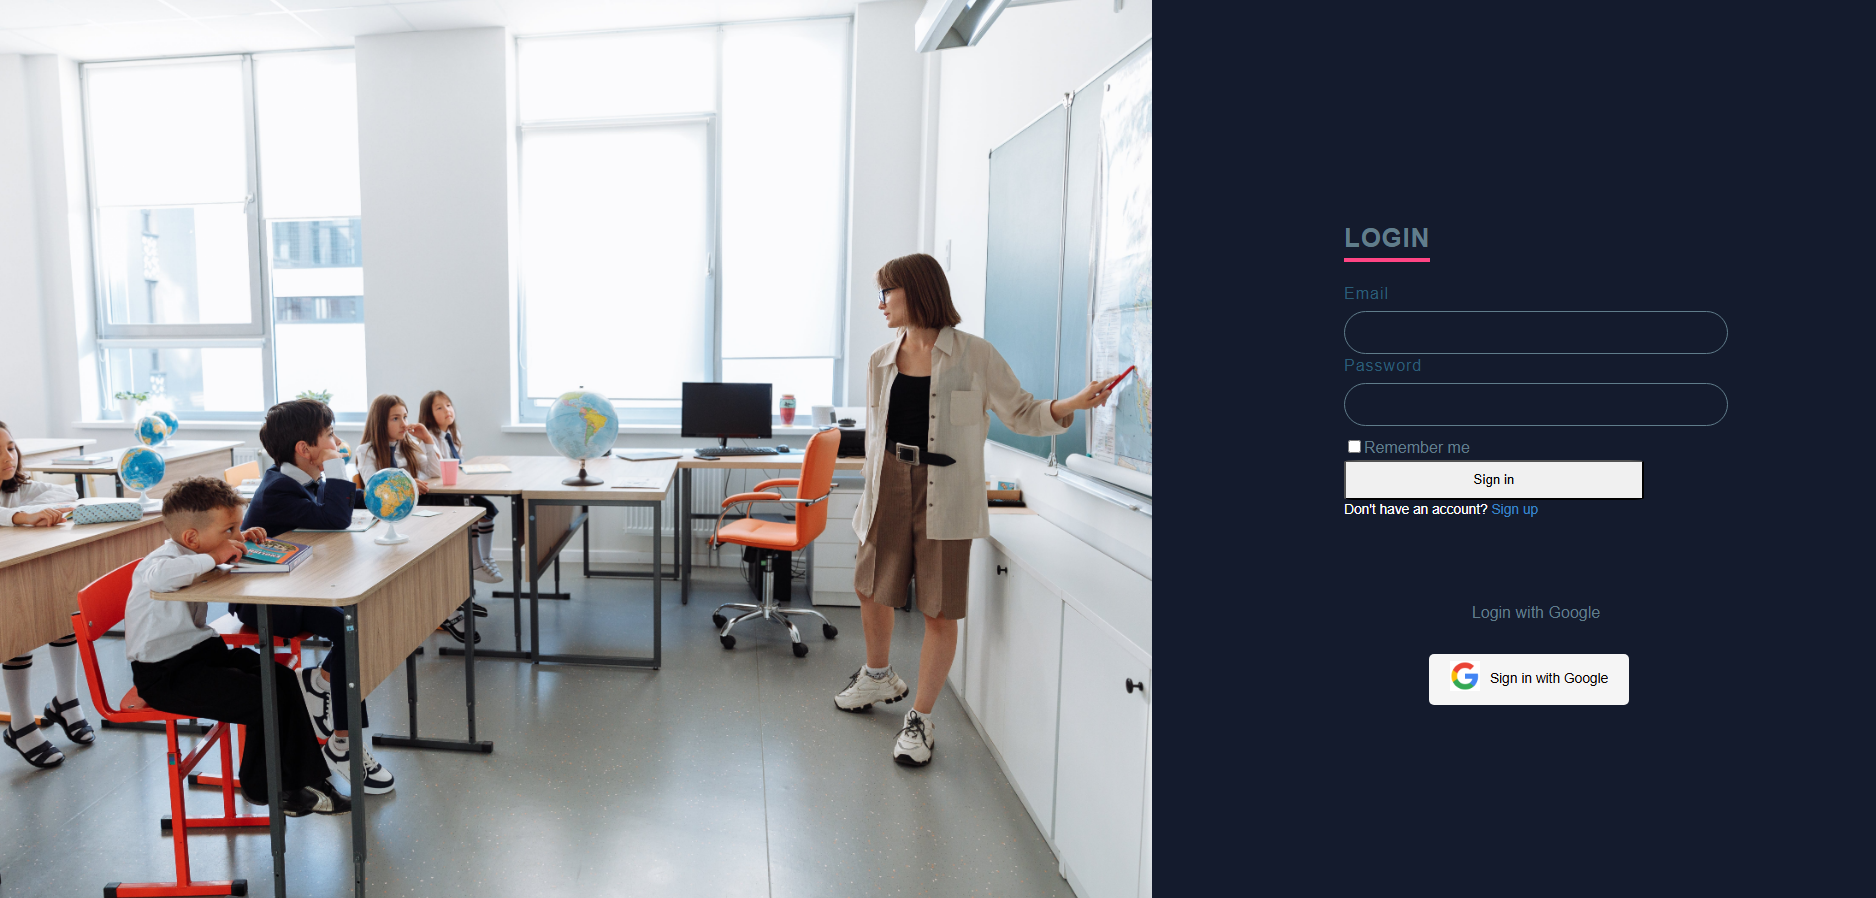 LOGIN
Email
Password
Remember me
Sign in
Don't have an account? Sign up
Login with Google
Sign in with Google